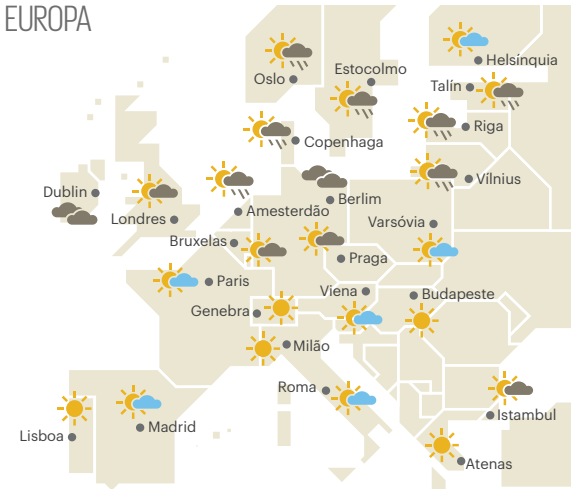 EUROPA
Helsínquia
Estocolmo
Oslo
Talín
Riga
Copenhaga
Vilnius
Dublin
Berlim
Amesterdão
Londres
Varsóvia
Bruxelas
Praga
Paris
Viena
Budapeste
Genebra
Milão
Roma
Istambul
Madrid
Lisboa
Atenas